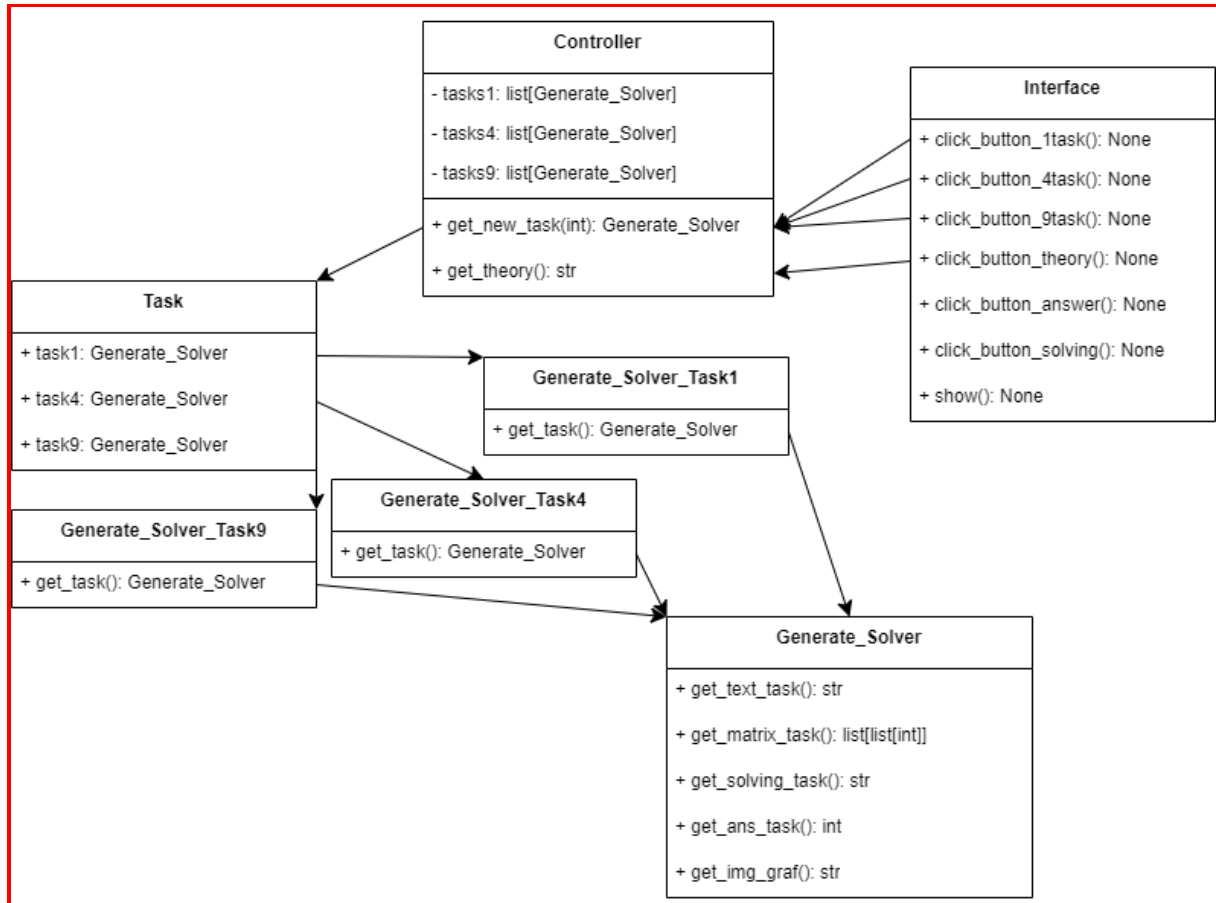 Controller
- tasks1: list[Generate_Solver]
- tasks4: list[Generate_Solver]
- tasks9: list[Generate_Solver]
+ get_new_task(int): Generate_Solver
+ get_theory(): str
Interface
+ click_button_1task(): None
+ click_button_4task(): None
+ click_button_9task(): None
+ click_button_theory(): None
+ click_button_answer(): None
+ click_button_solving(): None
+ show(): None
Task
+ task1: Generate_Solver
+ task4: Generate_Solver
+ task9: Generate_Solver
Generate_Solver_Task1
+ get_task(): Generate_Solver
Generate_Solver_Task4
+ get_task(): Generate_Solver
Generate_Solver_Task9
+ get_task(): Generate_Solver
Generate_Solver
+ get_text_task(): str
+ get_matrix_task(): list[list[int]]
+ get_solving_task(): str
+ get_ans_task(): int
+ get_img_graf(): str